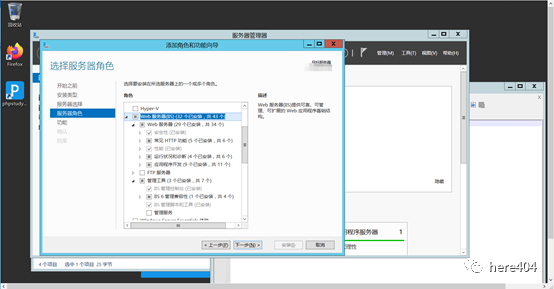 回收站
Firefox
phpstudy...
服务器管理器
管理(M) 工具(T) 视图(V) 帮助(H)
添加角色和功能向导
选择服务器角色
目标服务器
开始之前
安装类型
服务器选择
服务器角色
功能
确认
结果
选择要安装在所选服务器上的一个或多个角色。
角色
描述
Hyper-V
Web 服务器(IIS) (32 个已安装，共 43 个)
Web 服务器 (29 个已安装，共 34 个)
安全性 (已安装)
常见 HTTP 功能 (5 个已安装，共 6 个)
性能 (已安装)
运行状况和诊断 (4 个已安装，共 6 个)
应用程序开发 (9 个已安装，共 11 个)
FTP 服务器
管理工具 (3 个已安装，共 7 个)
IIS 管理控制台 (已安装)
IIS 6 管理兼容性 (1 个已安装，共 4 个)
IIS 管理脚本和工具 (已安装)
管理服务
Web 服务器(IIS)提供可靠、可管
理、可扩展的 Web 应用程序基础结
构。
隐藏
用程序服务器 1
理性
< 上一步(P)
下一步(N) >
安装(I)
取消
4 个项目 选中 1 个项目 25 字节
here404